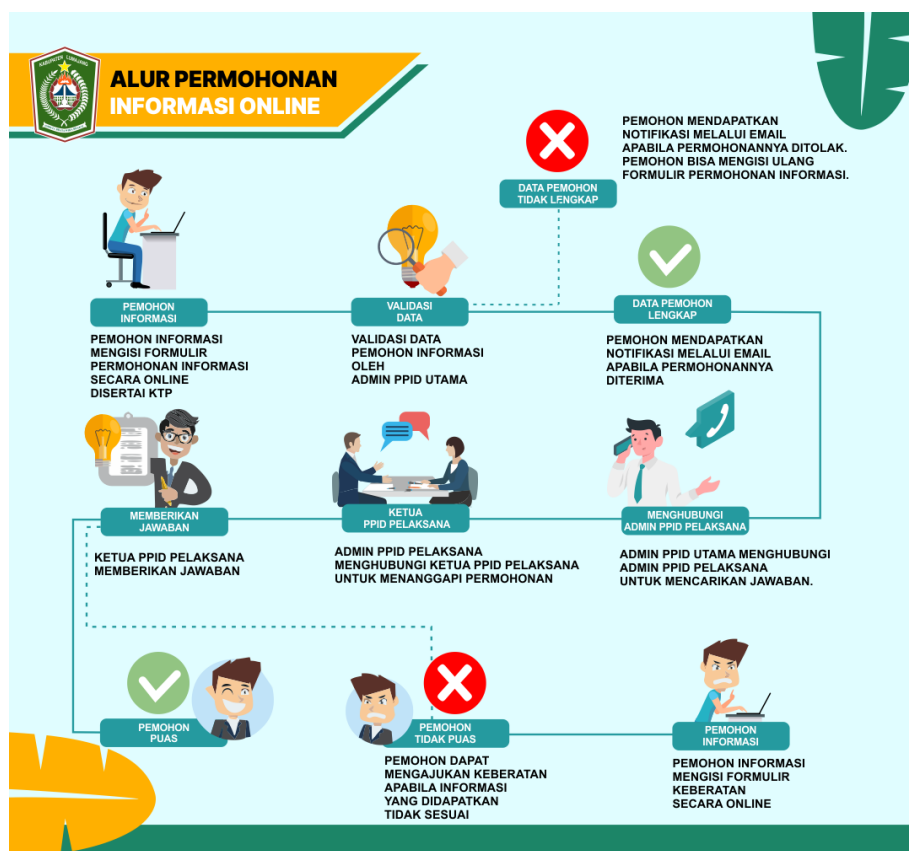 KABUPATEN LUMAJANG
ALUR PERMOHONAN
INFORMASI ONLINE
PEMOHON MENDAPATKAN
NOTIFIKASI MELALUI EMAIL
APABILA PERMOHONANNYA DITOLAK.
PEMOHON BISA MENGISI ULANG
FORMULIR PERMOHONAN INFORMASI.
DATA PEMOHON
TIDAK LENGKAP
PEMOHON
INFORMASI
PEMOHON INFORMASI
MENGISI FORMULIR
PERMOHONAN INFORMASI
SECARA ONLINE
DISERTAI KTP
VALIDASI
DATA
VALIDASI DATA
PEMOHON INFORMASI
OLEH
ADMIN PPID UTAMA
DATA PEMOHON
LENGKAP
PEMOHON MENDAPATKAN
NOTIFIKASI MELALUI EMAIL
APABILA PERMOHONANNYA
DITERIMA
MENGHUBUNGI
ADMIN PPID PELAKSANA
ADMIN PPID UTAMA MENGHUBUNGI
ADMIN PPID PELAKSANA
UNTUK MENCARIKAN JAWABAN.
KETUA
PPID PELAKSANA
ADMIN PPID PELAKSANA
MENGHUBUNGI KETUA PPID PELAKSANA
UNTUK MENANGGAPI PERMOHONAN
MEMBERIKAN
JAWABAN
KETUA PPID PELAKSANA
MEMBERIKAN JAWABAN
PEMOHON
PUAS
PEMOHON
TIDAK PUAS
PEMOHON DAPAT
MENGAJUKAN KEBERATAN
APABILA INFORMASI
YANG DIDAPATKAN
TIDAK SESUAI
PEMOHON
INFORMASI
PEMOHON INFORMASI
MENGISI FORMULIR
KEBERATAN
SECARA ONLINE